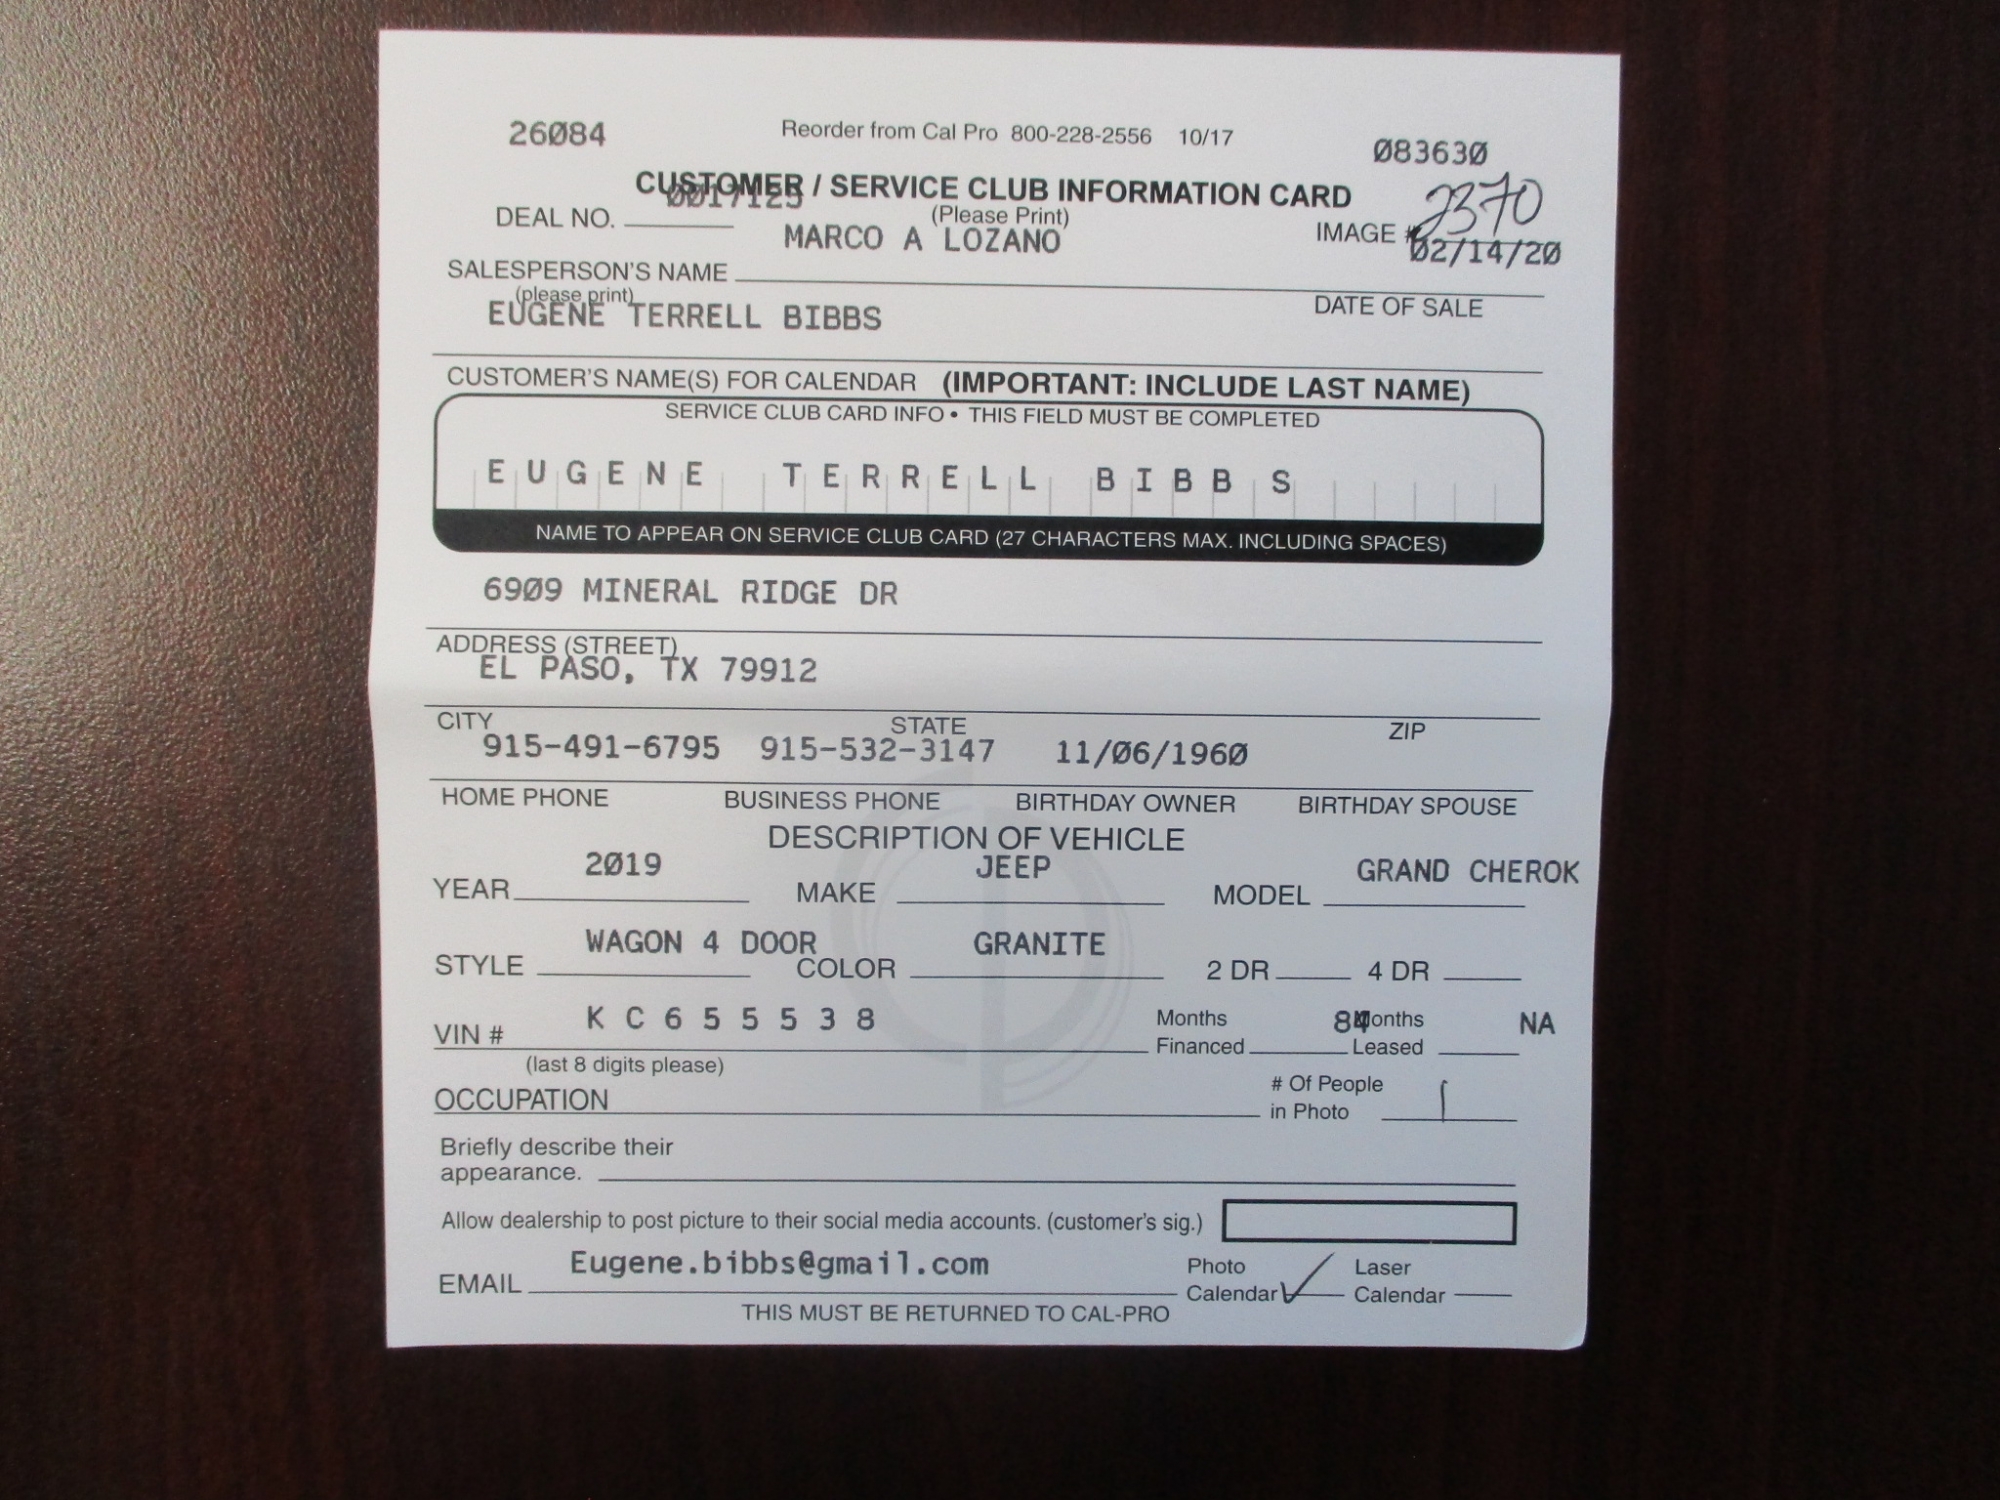 26084 Reorder from Cal Pro 800-228-2556 10/17 083630
CUSTOMER / SERVICE CLUB INFORMATION CARD
DEAL NO. 0017125 (Please Print) IMAGE # 2370
MARCO A LOZANO 02/14/20
SALESPERSON'S NAME
(please print) DATE OF SALE
EUGENE TERRELL BIBBS
CUSTOMER'S NAME(S) FOR CALENDAR (IMPORTANT: INCLUDE LAST NAME)
SERVICE CLUB CARD INFO • THIS FIELD MUST BE COMPLETED
EUGENE TERRELL BIBBS
NAME TO APPEAR ON SERVICE CLUB CARD (27 CHARACTERS MAX. INCLUDING SPACES)
6909 MINERAL RIDGE DR
ADDRESS (STREET)
EL PASO, TX 79912
CITY STATE ZIP
915-491-6795 915-532-3147 11/06/1960
HOME PHONE BUSINESS PHONE BIRTHDAY OWNER BIRTHDAY SPOUSE
DESCRIPTION OF VEHICLE
YEAR 2019 MAKE JEEP MODEL GRAND CHEROK
STYLE WAGON 4 DOOR COLOR GRANITE 2 DR 4 DR
VIN # K C 6 5 5 5 3 8 Months Financed 84 Months Leased NA
(last 8 digits please)
OCCUPATION # Of People in Photo 1
Briefly describe their
appearance.
Allow dealership to post picture to their social media accounts. (customer's sig.)
EMAIL Eugene.bibbs@gmail.com Photo Calendar ✓ Laser Calendar
THIS MUST BE RETURNED TO CAL-PRO